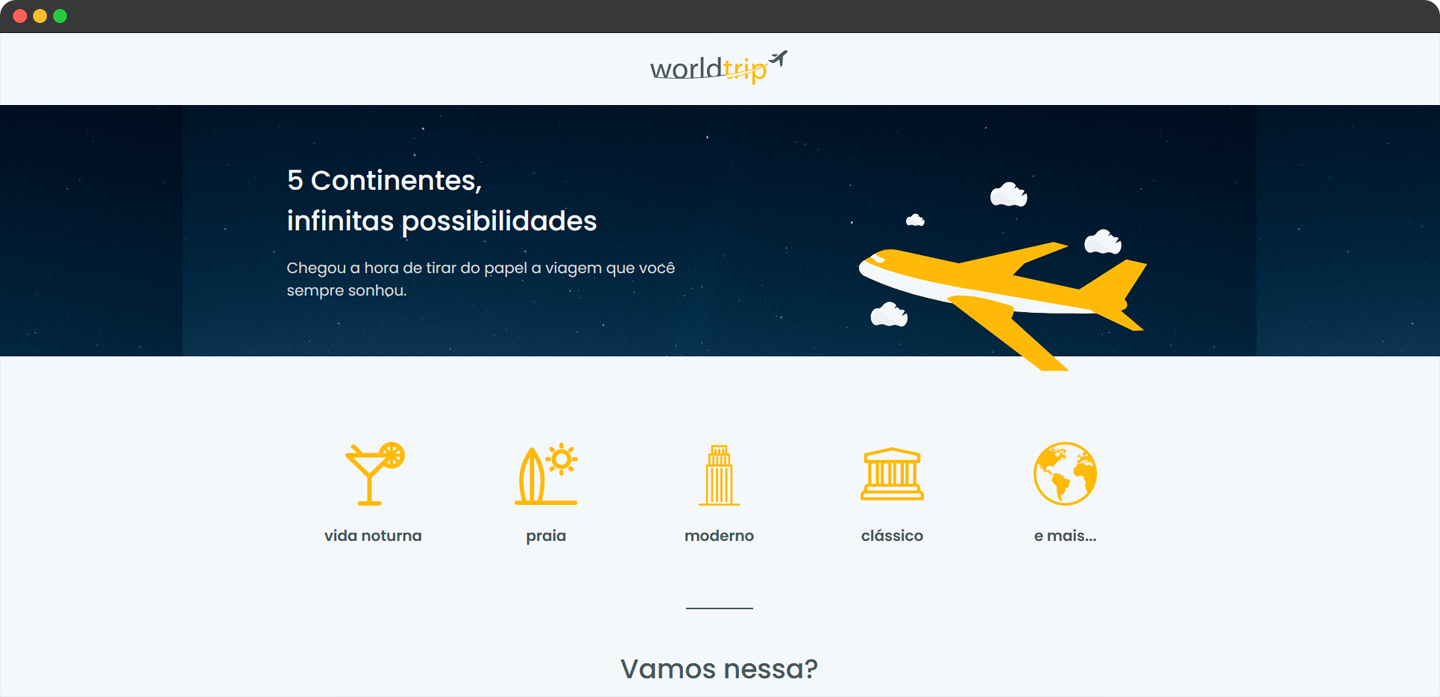 worldtrip
5 Continentes,
infinitas possibilidades
Chegou a hora de tirar do papel a viagem que você
sempre sonhou.
vida noturna
praia
moderno
clássico
e mais...
Vamos nessa?